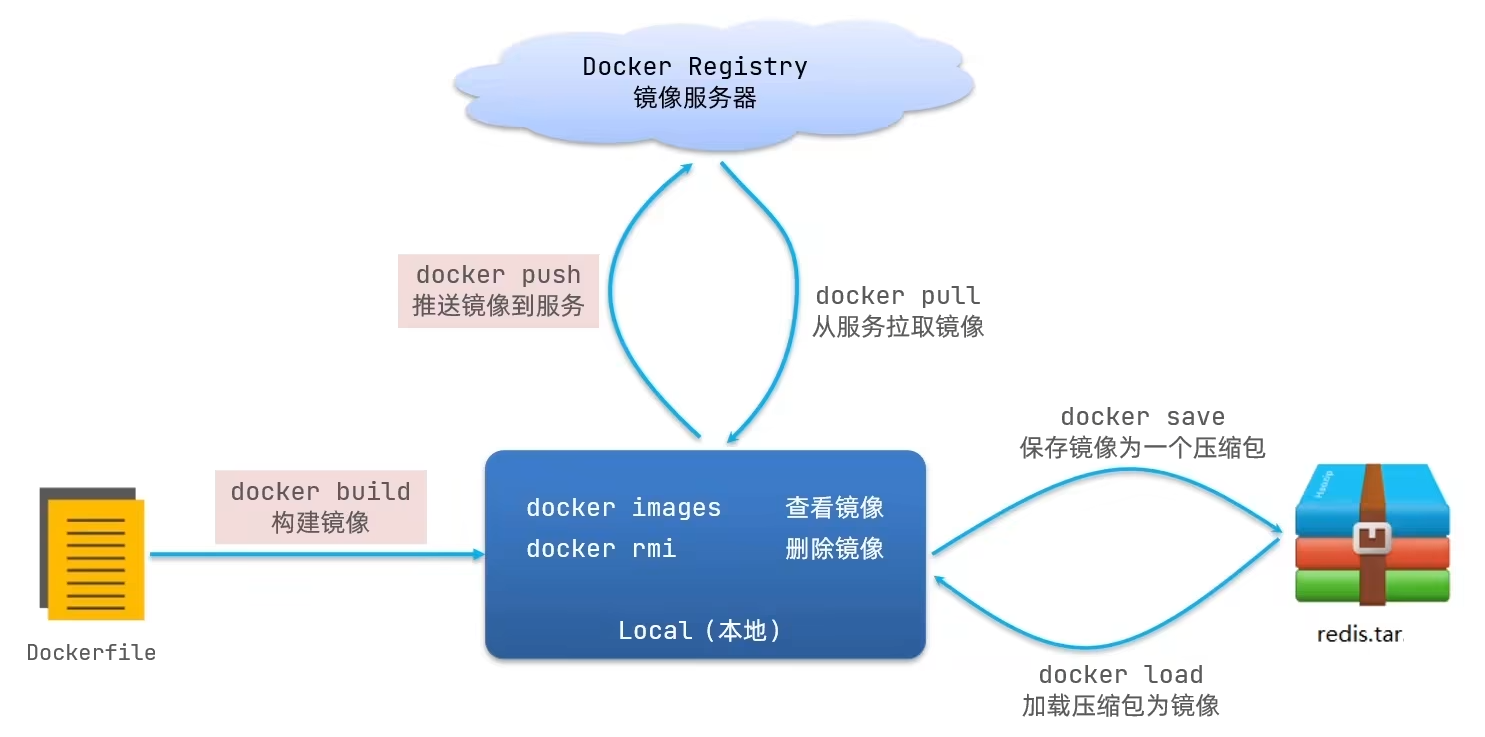 Docker Registry
镜像服务器
docker push
推送镜像到服务
docker pull
从服务拉取镜像
docker save
保存镜像为一个压缩包
docker build
构建镜像
docker images 查看镜像
docker rmi 删除镜像
Local（本地）
Haozip
redis.tar
Dockerfile
docker load
加载压缩包为镜像